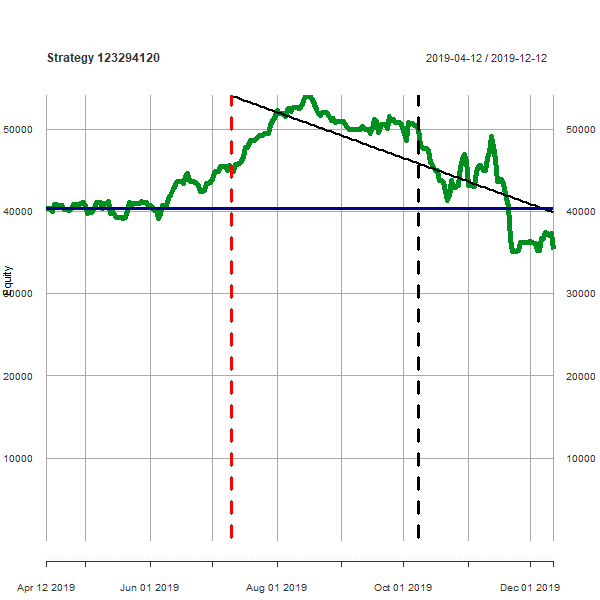 Strategy 123294120
2019-04-12 / 2019-12-12
50000 50000
40000 40000
Equity
30000 30000
20000 20000
10000 10000
Apr 12 2019 Jun 01 2019 Aug 01 2019 Oct 01 2019 Dec 01 2019